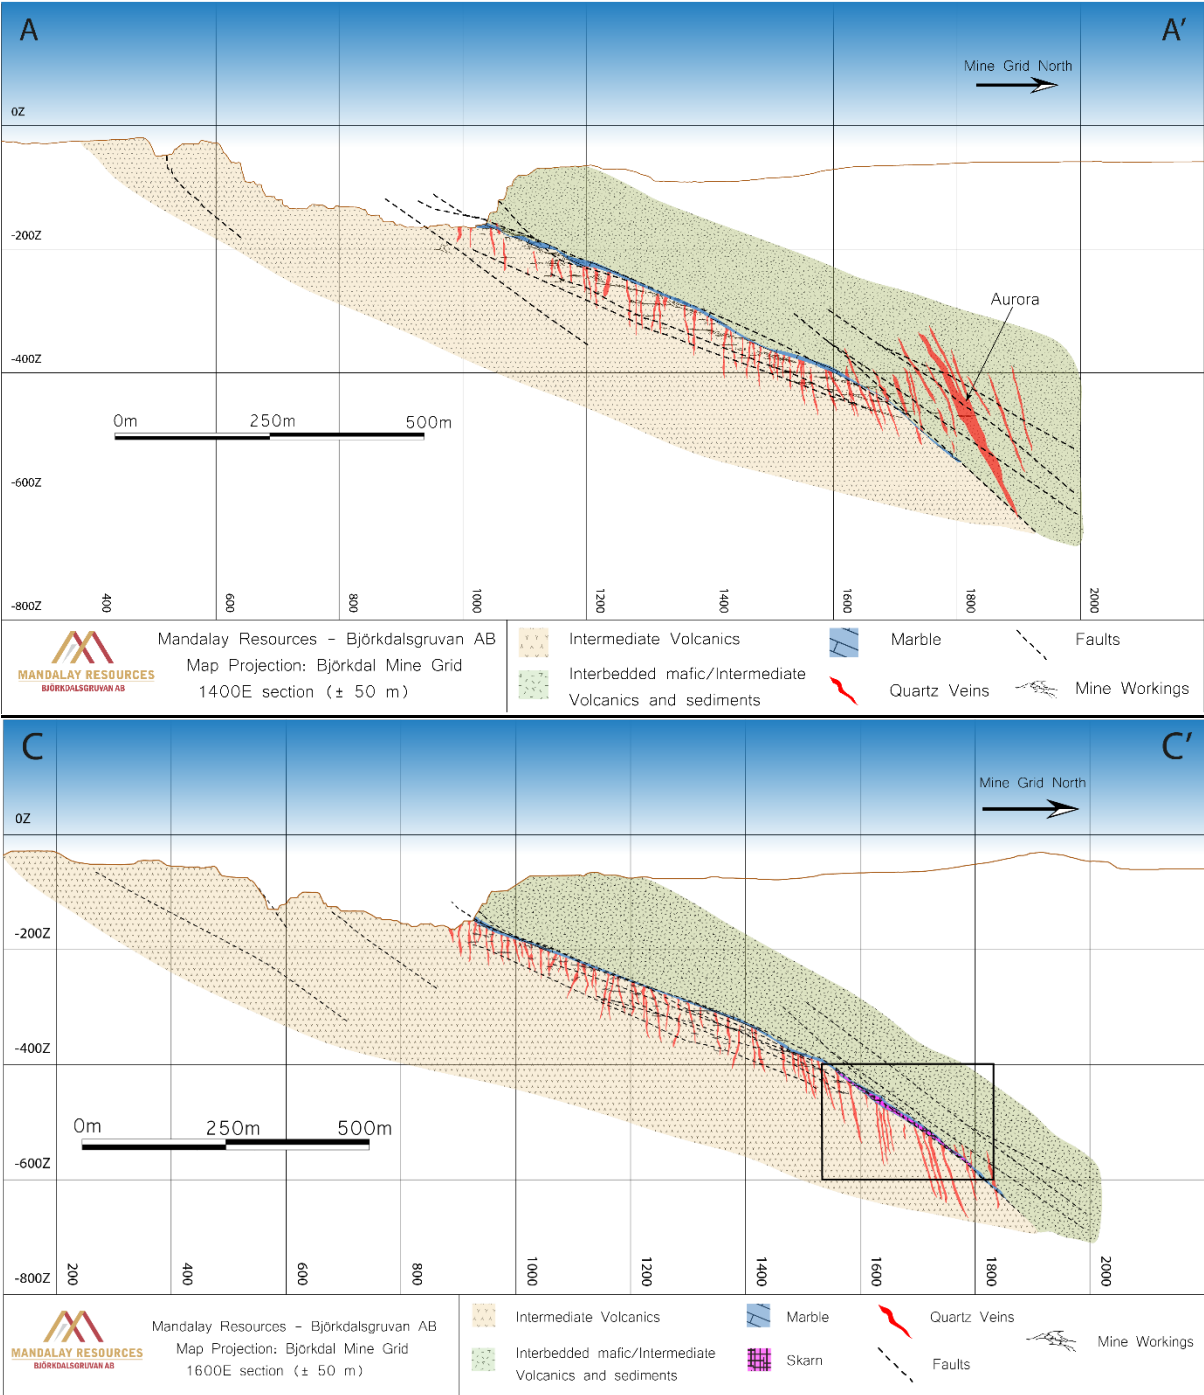 A
A'
Mine Grid North
0Z
-200Z
Aurora
-400Z
0m
250m
500m
-600Z
-800Z
400
600
800
1000
1200
1400
1600
1800
2000
MANDALAY RESOURCES
BJÖRKDALSGRUVAN AB
Mandalay Resources - Björkdalsgruvan AB
Map Projection: Björkdal Mine Grid
1400E section (± 50 m)
Intermediate Volcanics
Interbedded mafic/Intermediate
Volcanics and sediments
Marble
Quartz Veins
Faults
Mine Workings
C
C'
Mine Grid North
0Z
-200Z
-400Z
0m
250m
500m
-600Z
-800Z
200
400
600
800
1000
1200
1400
1600
1800
2000
MANDALAY RESOURCES
BJÖRKDALSGRUVAN AB
Mandalay Resources - Björkdalsgruvan AB
Map Projection: Björkdal Mine Grid
1600E section (± 50 m)
Intermediate Volcanics
Interbedded mafic/Intermediate
Volcanics and sediments
Marble
Skarn
Quartz Veins
Faults
Mine Workings